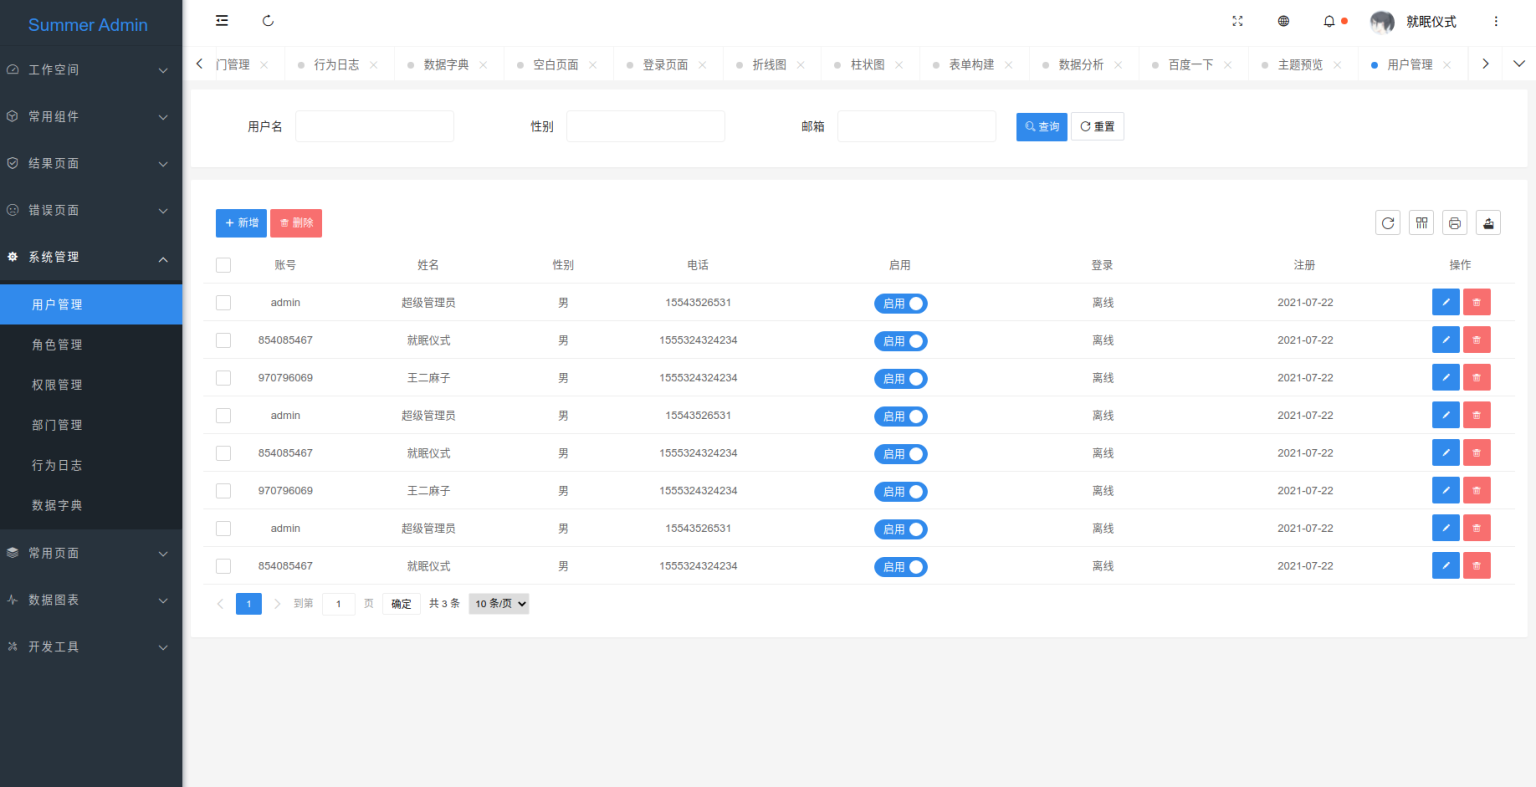 Summer Admin
就眠仪式
工作空间
常用组件
结果页面
错误页面
系统管理
用户管理
角色管理
权限管理
部门管理
行为日志
数据字典
常用页面
数据图表
开发工具
门管理 行为日志 数据字典 空白页面 登录页面 折线图 柱状图 表单构建 数据分析 百度一下 主题预览 用户管理
用户名 性别 邮箱 查询 重置
新增 删除
账号 姓名 性别 电话 启用 登录 注册 操作
admin 超级管理员 男 15543526531 启用 离线 2021-07-22
854085467 就眠仪式 男 1555324324234 启用 离线 2021-07-22
970796069 王二麻子 男 1555324324234 启用 离线 2021-07-22
admin 超级管理员 男 15543526531 启用 离线 2021-07-22
854085467 就眠仪式 男 1555324324234 启用 离线 2021-07-22
970796069 王二麻子 男 1555324324234 启用 离线 2021-07-22
admin 超级管理员 男 15543526531 启用 离线 2021-07-22
854085467 就眠仪式 男 1555324324234 启用 离线 2021-07-22
1 到第 1 页 确定 共 3 条 10 条/页